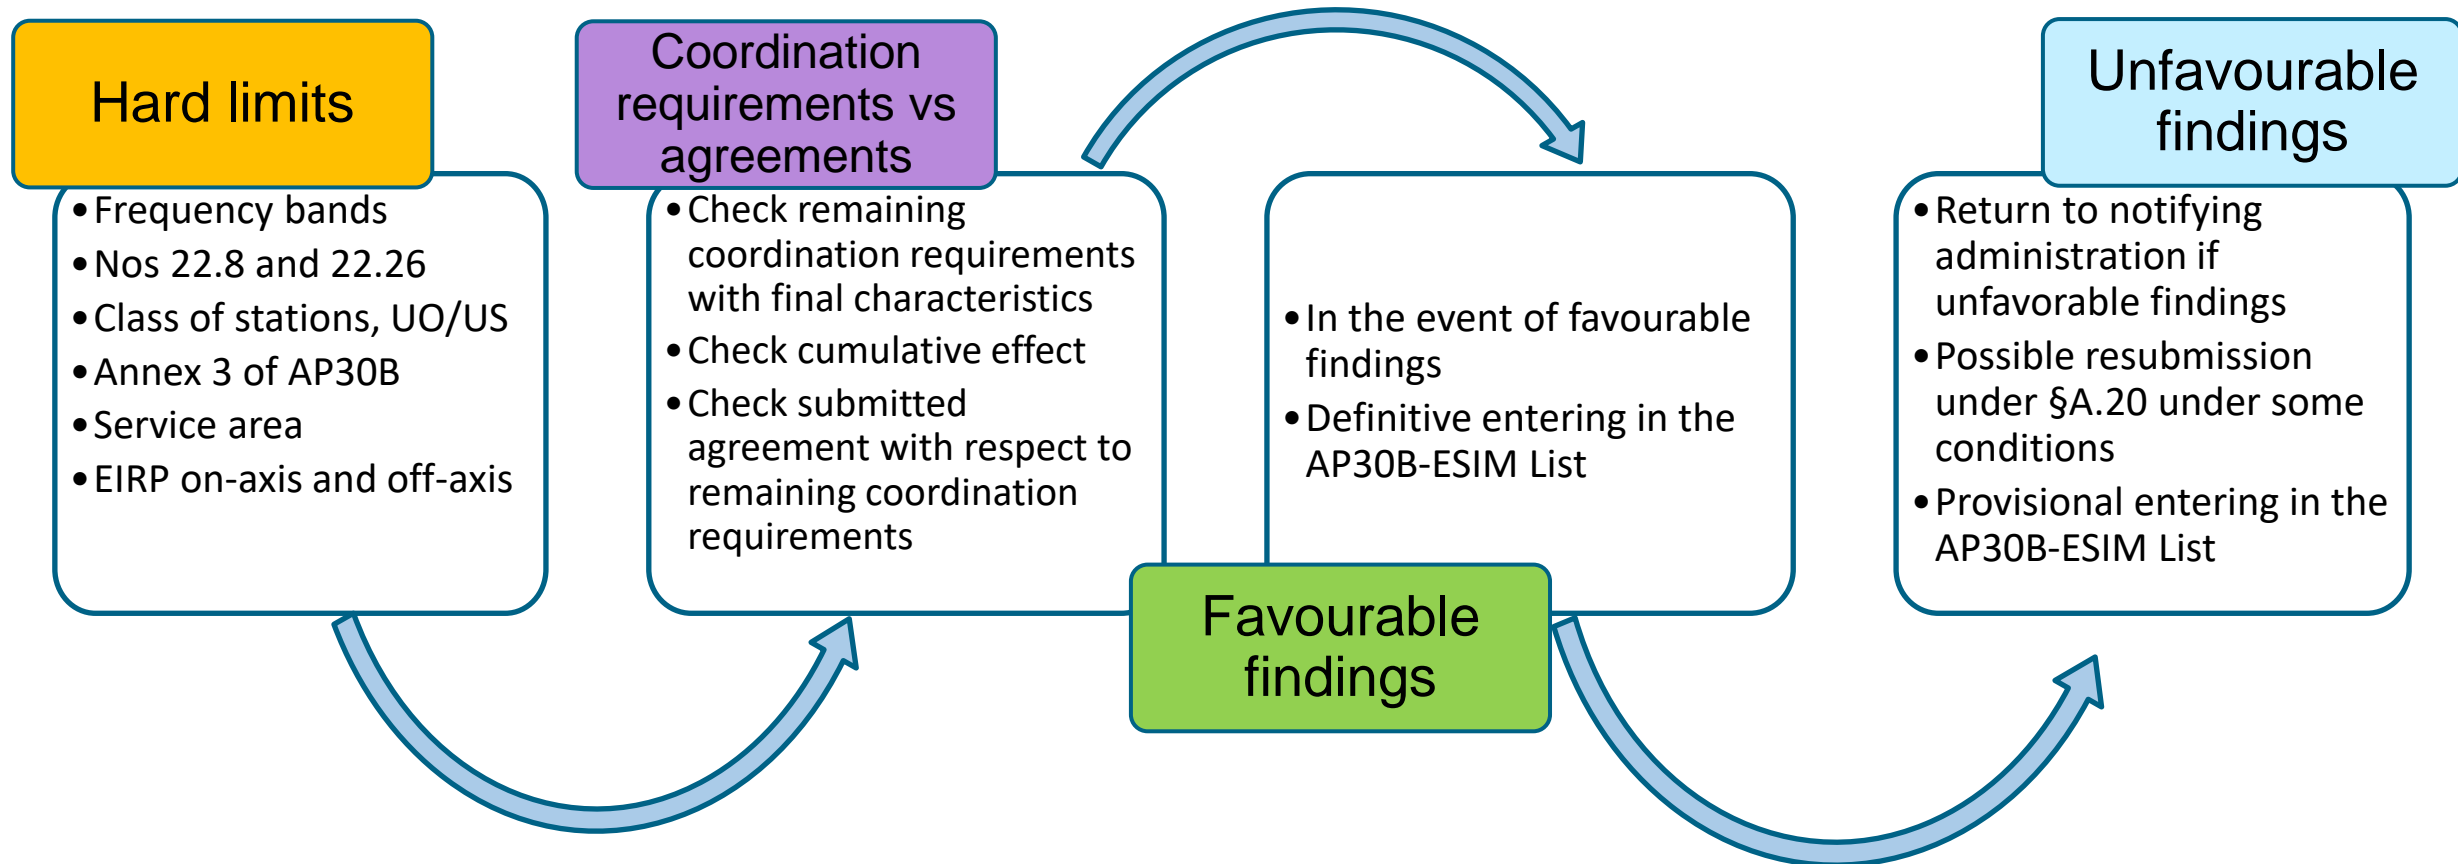 Hard limits
• Frequency bands
• Nos 22.8 and 22.26
• Class of stations, UO/US
• Annex 3 of AP30B
• Service area
• EIRP on-axis and off-axis
Coordination
requirements vs
agreements
• Check remaining
coordination requirements
with final characteristics
• Check cumulative effect
• Check submitted
agreement with respect to
remaining coordination
requirements
• In the event of favourable
findings
• Definitive entering in the
AP30B-ESIM List
Favourable
findings
Unfavourable
findings
• Return to notifying
administration if
unfavorable findings
• Possible resubmission
under §A.20 under some
conditions
• Provisional entering in the
AP30B-ESIM List